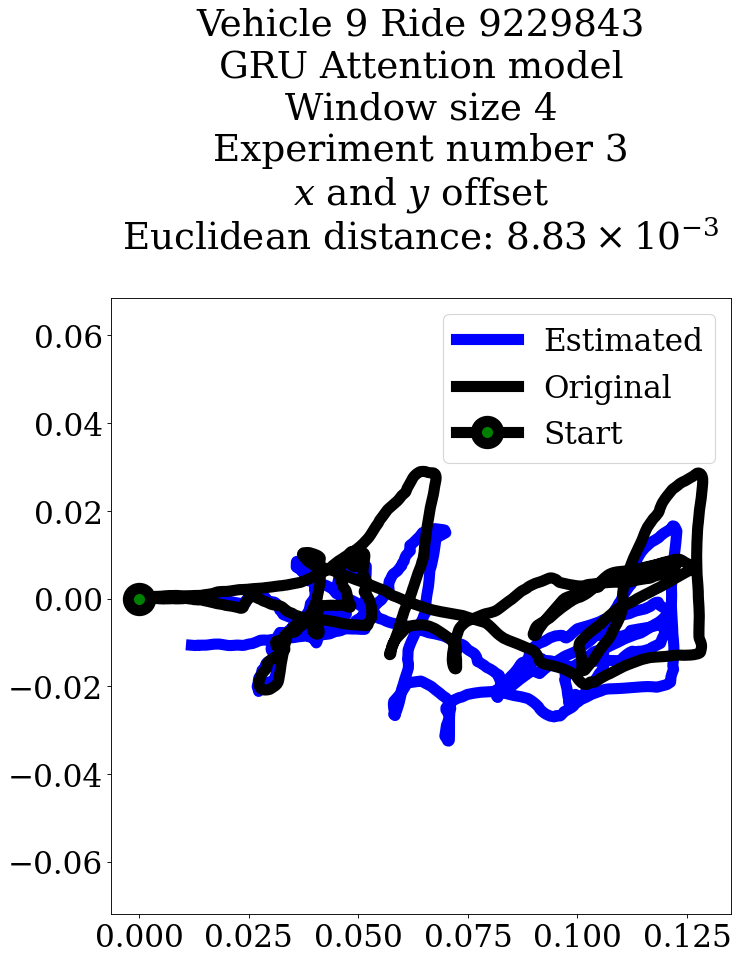 Vehicle 9 Ride 9229843
GRU Attention model
Window size 4
Experiment number 3
x and y offset
Euclidean distance: 8.83 × 10⁻³
Estimated
Original
Start
0.06
0.04
0.02
0.00
−0.02
−0.04
−0.06
0.000 0.025 0.050 0.075 0.100 0.125